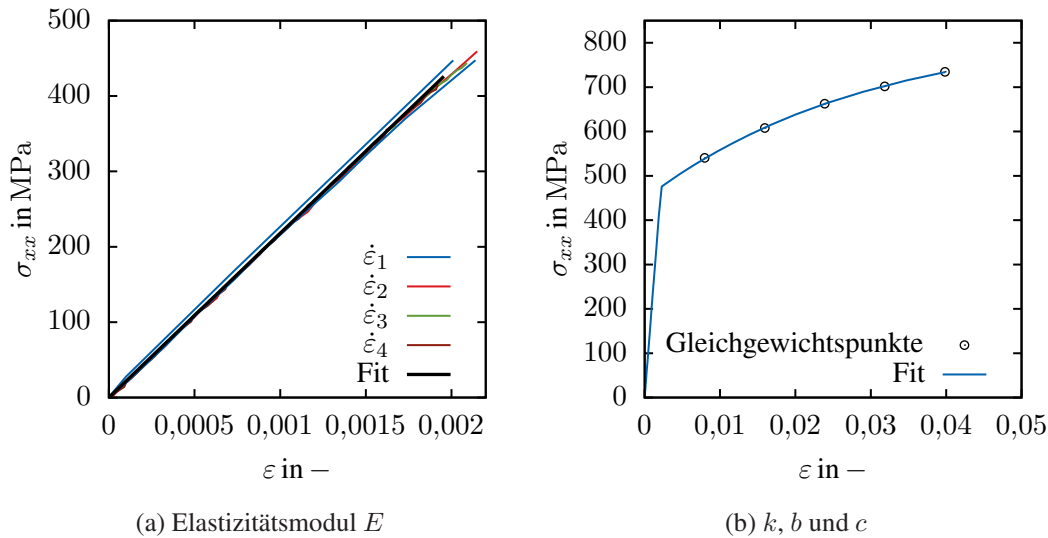 500
400
300
200
100
0
σxx in MPa
0 0,0005 0,001 0,0015 0,002
ε in −
ε̇1
ε̇2
ε̇3
ε̇4
Fit
(a) Elastizitätsmodul E
800
700
600
500
400
300
200
100
0
σxx in MPa
0 0,01 0,02 0,03 0,04 0,05
ε in −
Gleichgewichtspunkte
Fit
(b) k, b und c